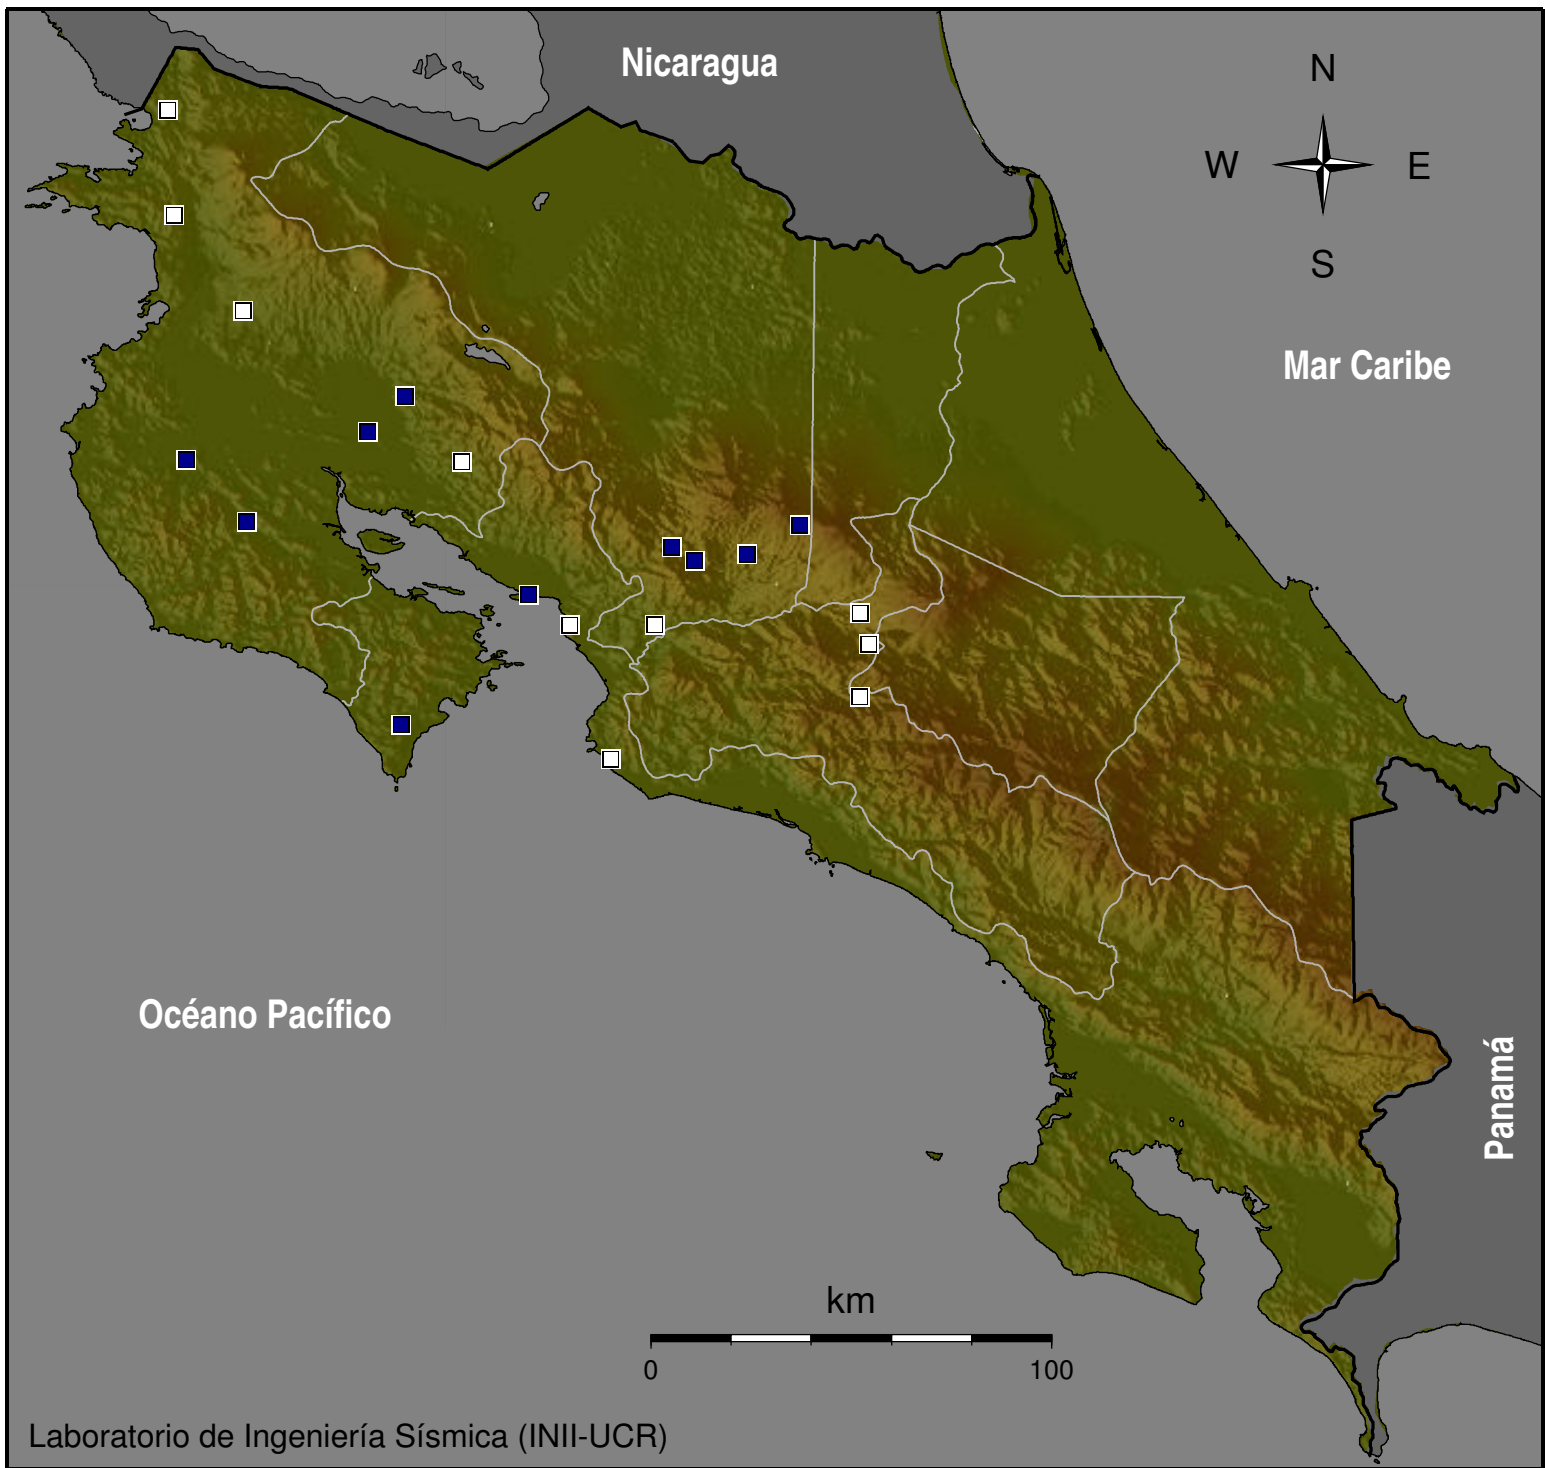 Nicaragua
N
W
E
S
Mar Caribe
Océano Pacífico
Panamá
km
0
100
Laboratorio de Ingeniería Sísmica (INII-UCR)